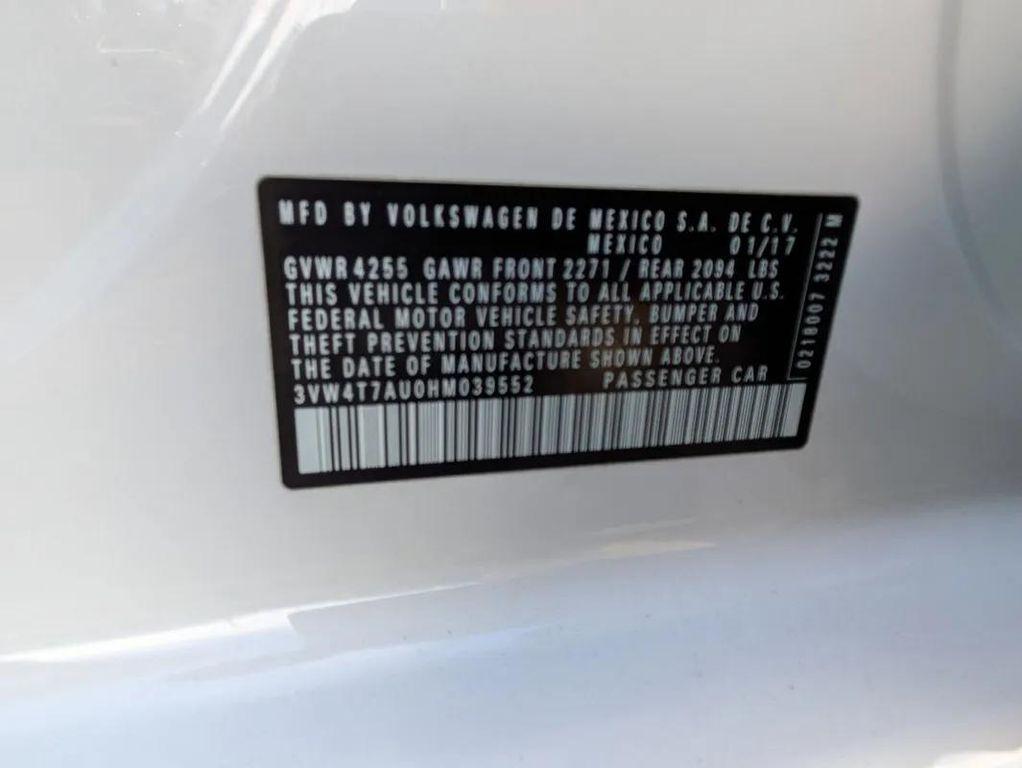 MFD BY VOLKSWAGEN DE MEXICO S.A. DE C.V.
MEXICO 01/17
GVWR 4255 GAWR FRONT 2271 / REAR 2094 LBS
THIS VEHICLE CONFORMS TO ALL APPLICABLE U.S.
FEDERAL MOTOR VEHICLE SAFETY, BUMPER AND
THEFT PREVENTION STANDARDS IN EFFECT ON
THE DATE OF MANUFACTURE SHOWN ABOVE.
3VW4T7AU0HM039552 PASSENGER CAR
0218007 3222 M